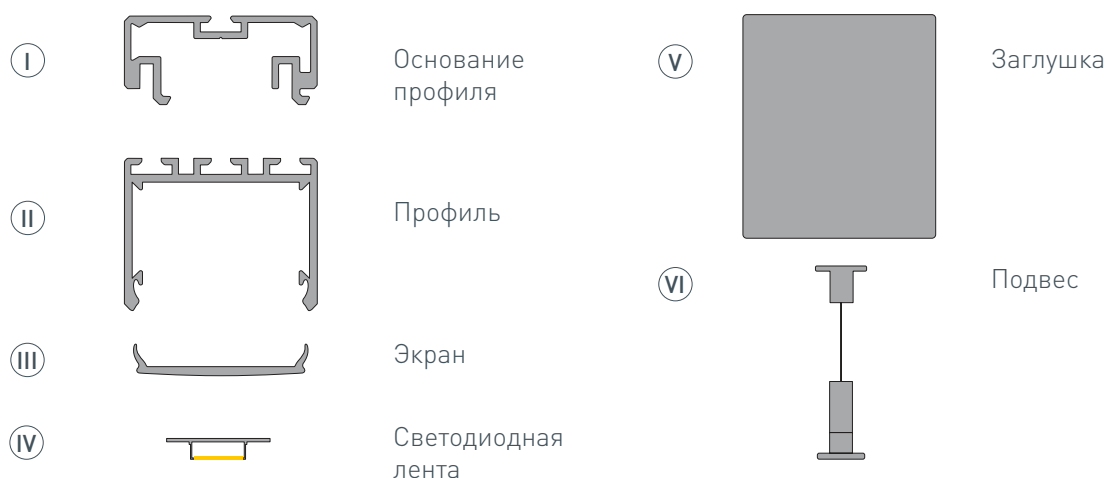 I
Основание
профиля
II
Профиль
III
Экран
IV
Светодиодная
лента
V
Заглушка
VI
Подвес